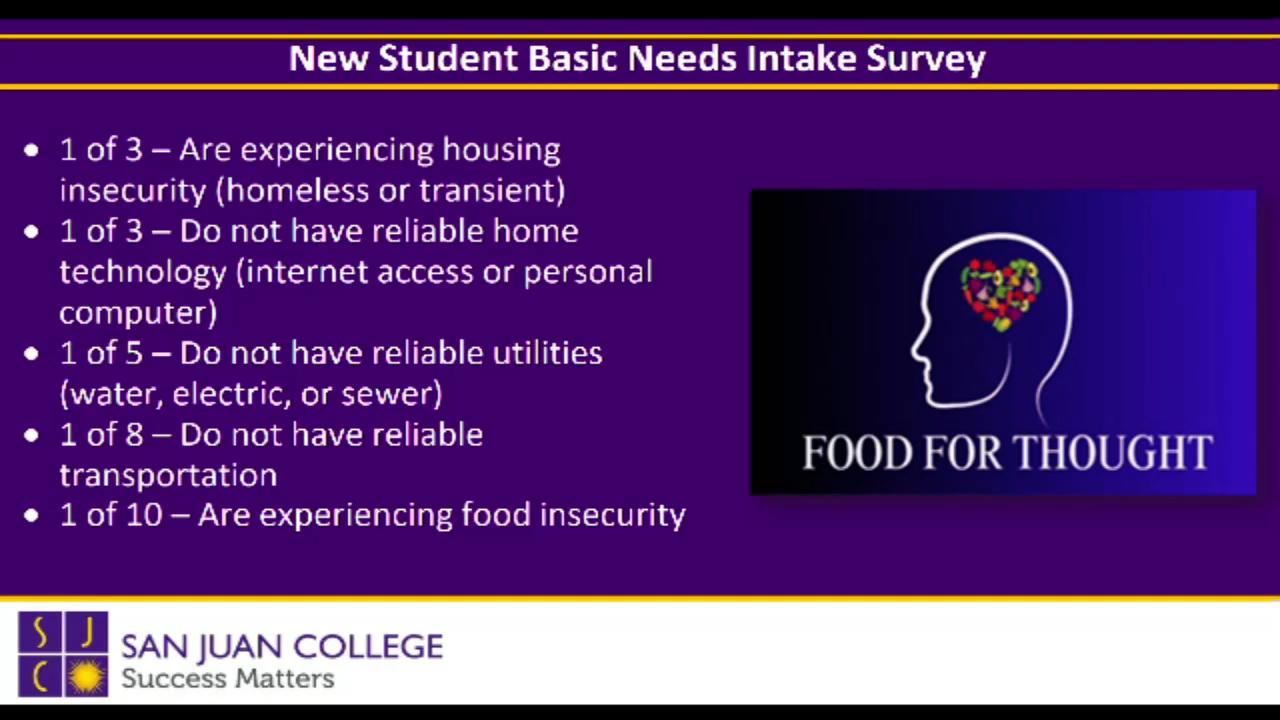 New Student Basic Needs Intake Survey
• 1 of 3 – Are experiencing housing
insecurity (homeless or transient)
• 1 of 3 – Do not have reliable home
technology (internet access or personal
computer)
• 1 of 5 – Do not have reliable utilities
(water, electric, or sewer)
• 1 of 8 – Do not have reliable
transportation
• 1 of 10 – Are experiencing food insecurity
FOOD FOR THOUGHT
S J
C
SAN JUAN COLLEGE
Success Matters